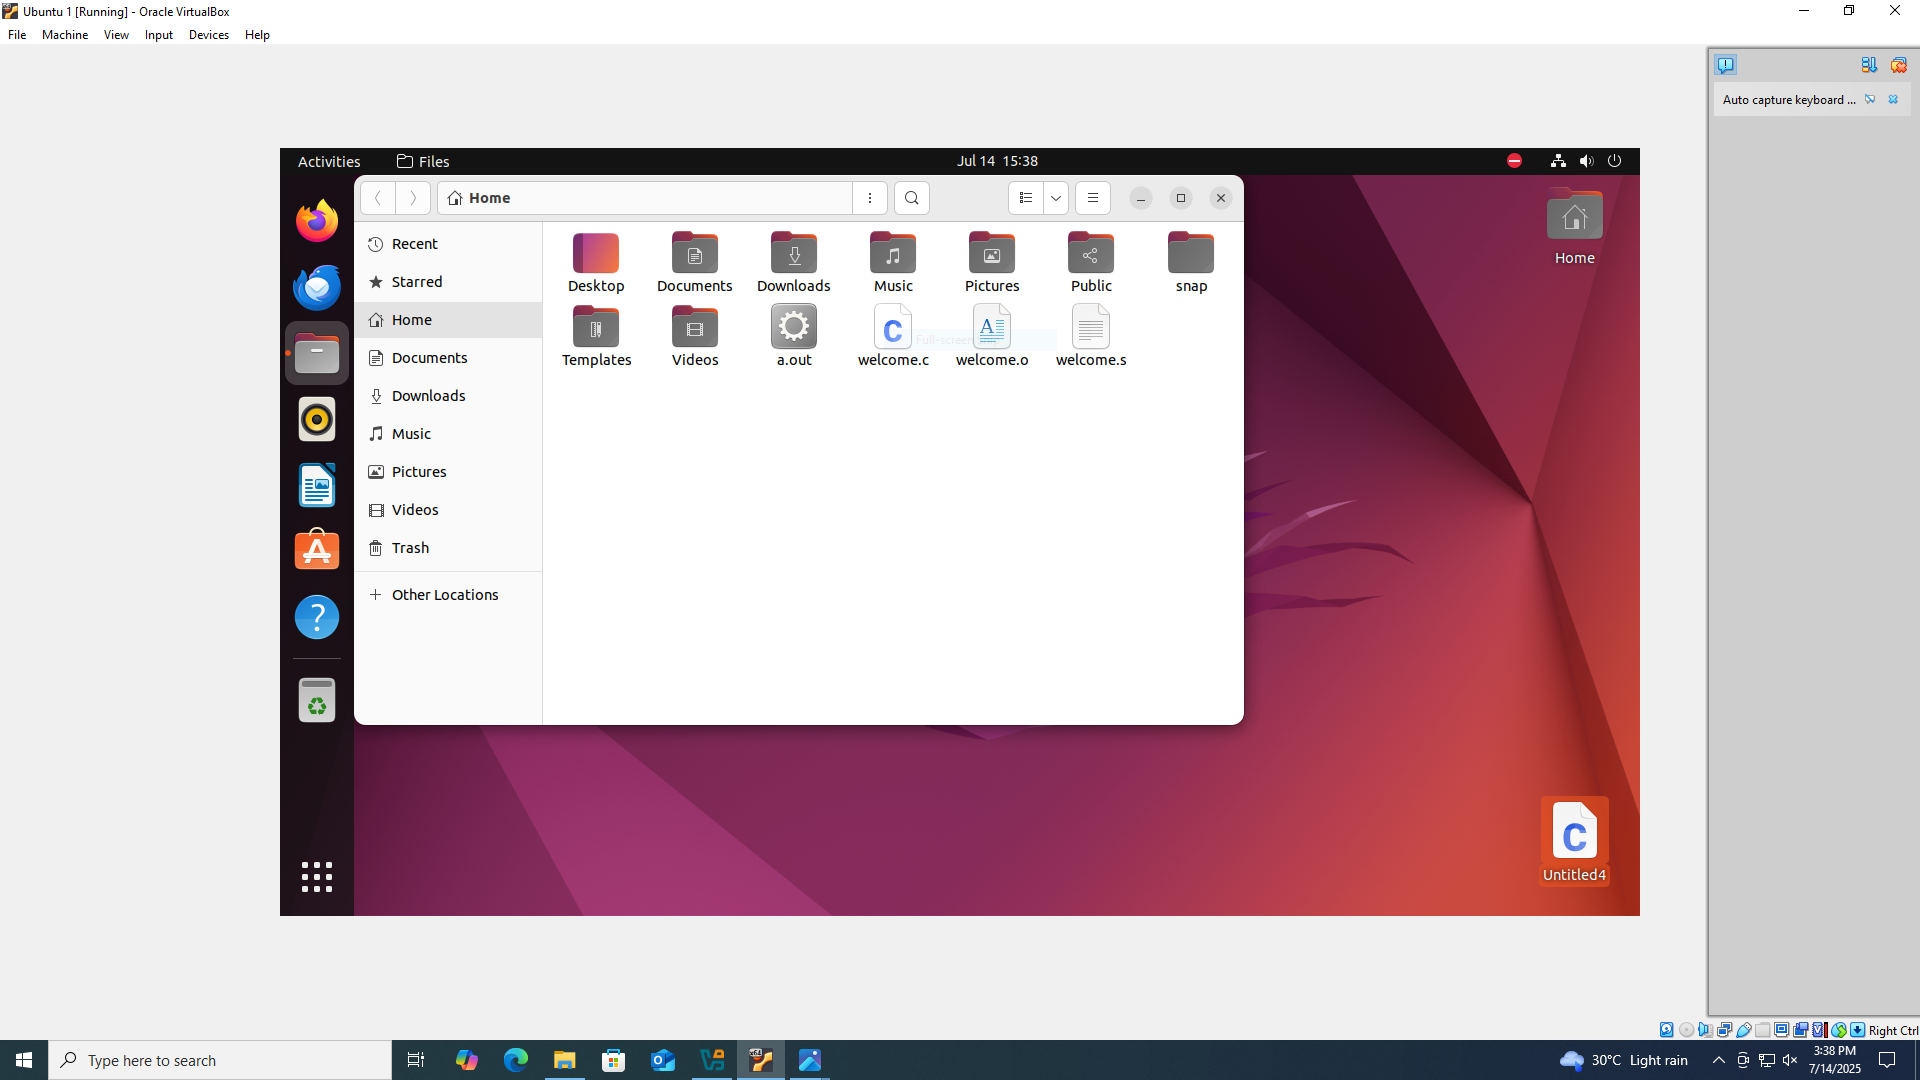 Ubuntu 1 [Running] - Oracle VirtualBox
File Machine View Input Devices Help
Auto capture keyboard ...
Activities Files Jul 14 15:38
Home
Recent
Starred
Home
Documents
Downloads
Music
Pictures
Videos
Trash
Other Locations
Desktop Documents Downloads Music Pictures Public snap
Full-screen
Templates Videos a.out welcome.c welcome.o welcome.s
Home
Untitled4
Right Ctrl
Type here to search
30°C Light rain
3:38 PM
7/14/2025